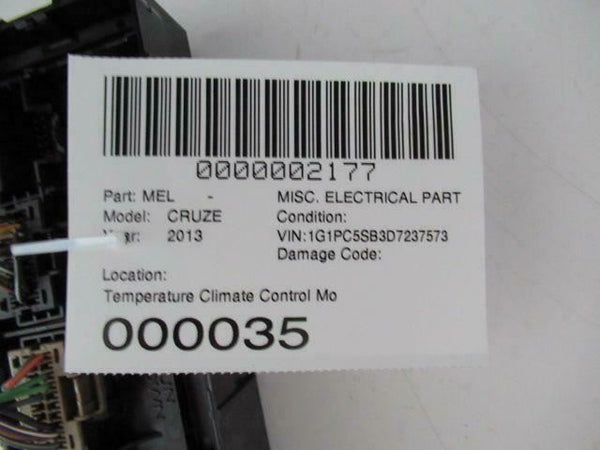 0000002177
Part: MEL - MISC. ELECTRICAL PART
Model: CRUZE Condition:
Year: 2013 VIN:1G1PC5SB3D7237573
Damage Code:
Location:
Temperature Climate Control Mo
000035